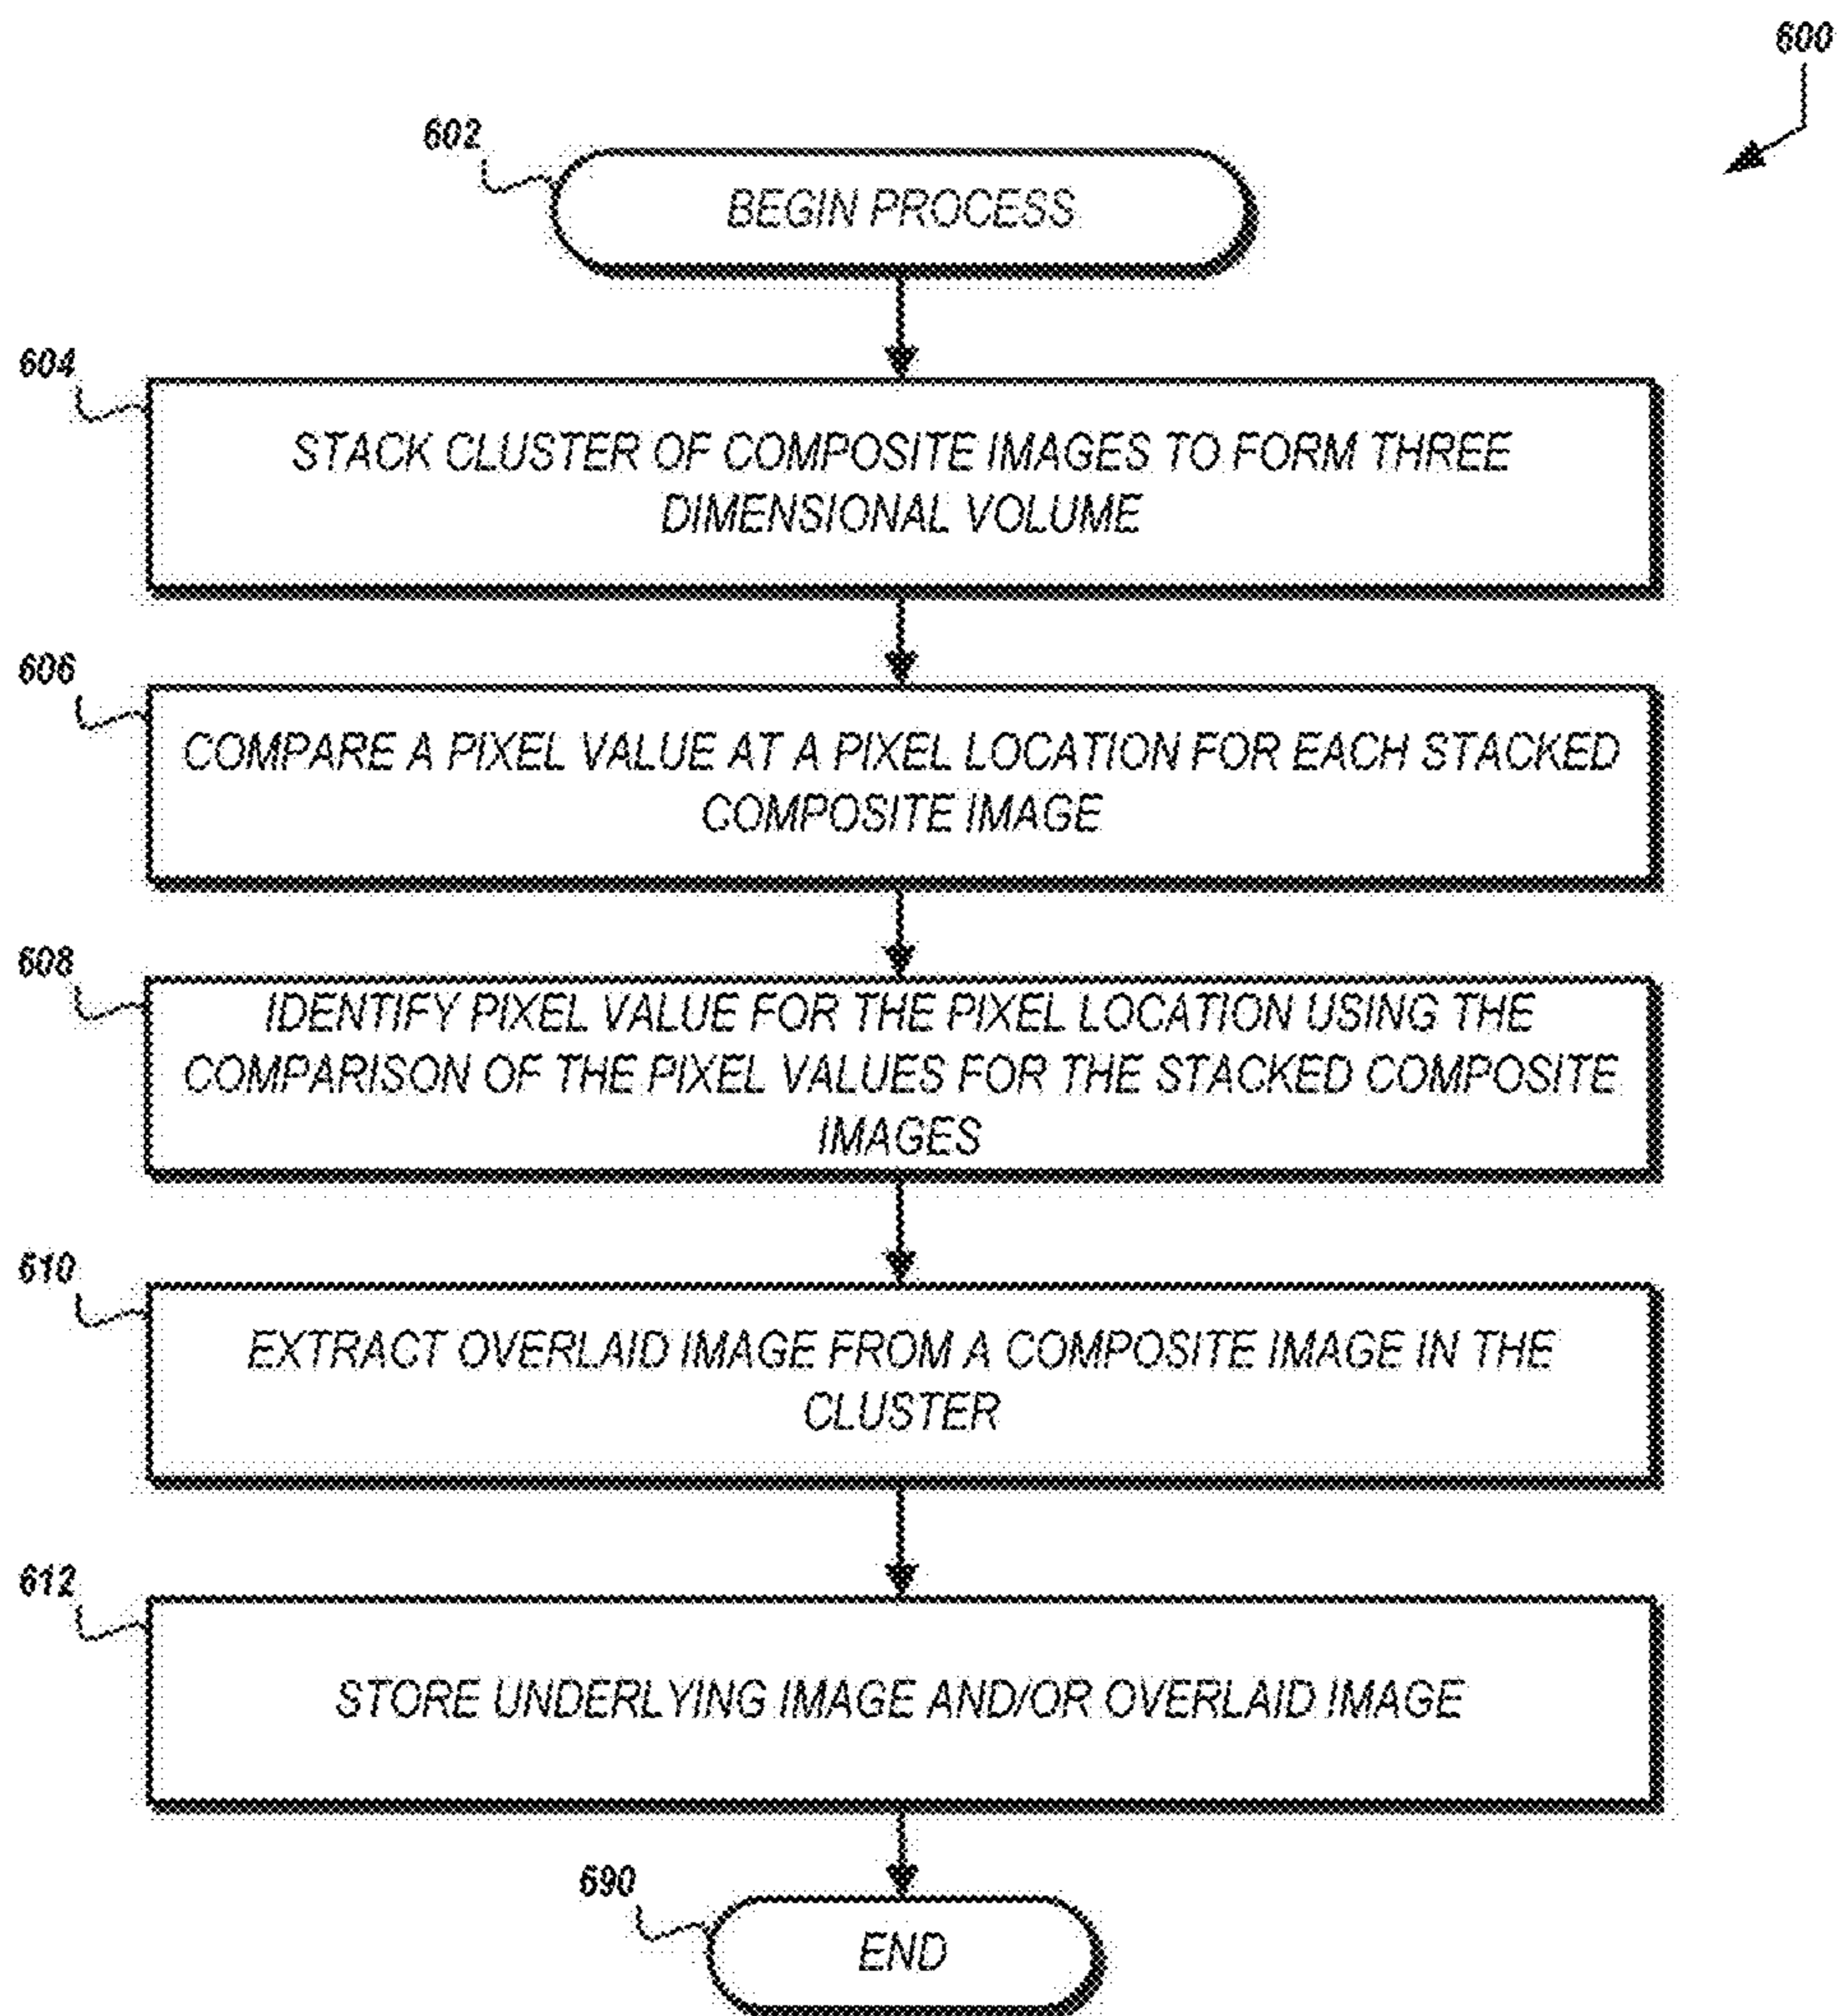 600
602
BEGIN PROCESS
604
STACK CLUSTER OF COMPOSITE IMAGES TO FORM THREE
DIMENSIONAL VOLUME
606
COMPARE A PIXEL VALUE AT A PIXEL LOCATION FOR EACH STACKED
COMPOSITE IMAGE
608
IDENTIFY PIXEL VALUE FOR THE PIXEL LOCATION USING THE
COMPARISON OF THE PIXEL VALUES FOR THE STACKED COMPOSITE
IMAGES
610
EXTRACT OVERLAID IMAGE FROM A COMPOSITE IMAGE IN THE
CLUSTER
612
STORE UNDERLYING IMAGE AND/OR OVERLAID IMAGE
690
END